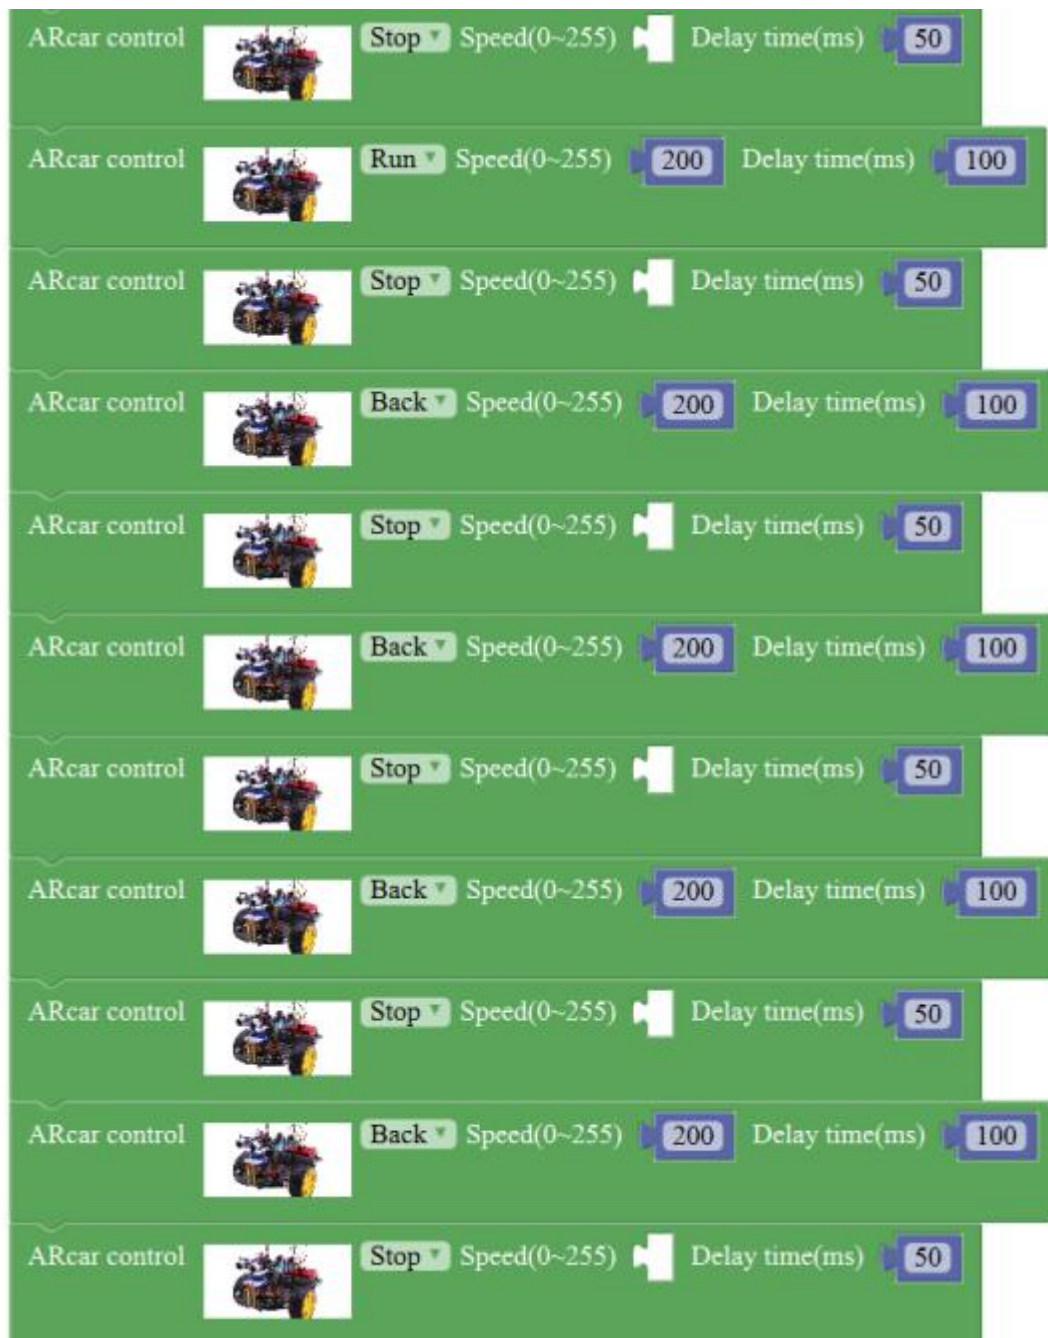 ARcar control Stop Speed(0~255) Delay time(ms) 50
ARcar control Run Speed(0~255) 200 Delay time(ms) 100
ARcar control Stop Speed(0~255) Delay time(ms) 50
ARcar control Back Speed(0~255) 200 Delay time(ms) 100
ARcar control Stop Speed(0~255) Delay time(ms) 50
ARcar control Back Speed(0~255) 200 Delay time(ms) 100
ARcar control Stop Speed(0~255) Delay time(ms) 50
ARcar control Back Speed(0~255) 200 Delay time(ms) 100
ARcar control Stop Speed(0~255) Delay time(ms) 50
ARcar control Back Speed(0~255) 200 Delay time(ms) 100
ARcar control Stop Speed(0~255) Delay time(ms) 50